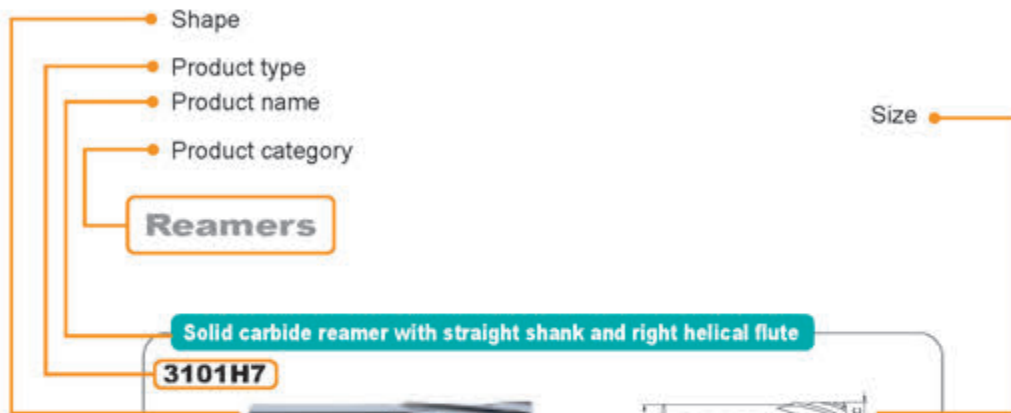 Shape
Product type
Product name
Size
Product category
Reamers
Solid carbide reamer with straight shank and right helical flute
3101H7